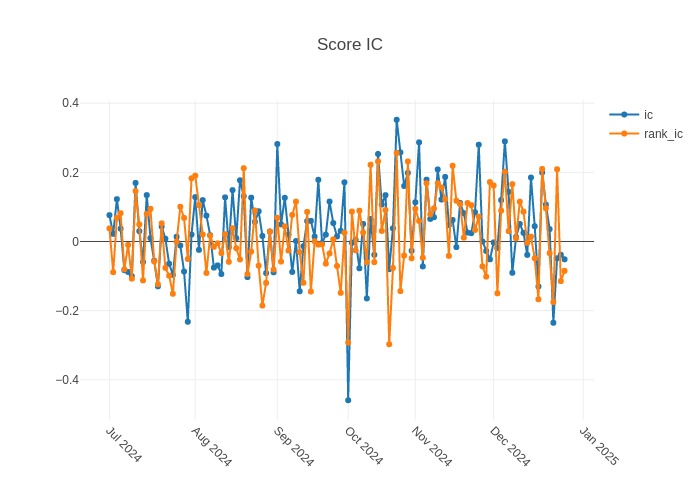 Score IC
ic
rank_ic
0.4
0.2
0
−0.2
−0.4
Jul 2024
Aug 2024
Sep 2024
Oct 2024
Nov 2024
Dec 2024
Jan 2025